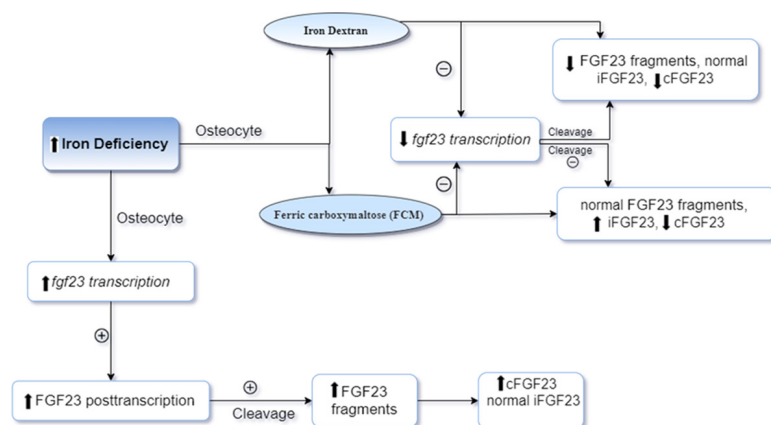 Iron Dextran
⊖
⬇ FGF23 fragments, normal
iFGF23, ⬇cFGF23
Osteocyte
⬆Iron Deficiency
⬇ fgf23 transcription
Cleavage
Cleavage
⊖
⊖
Ferric carboxymaltose (FCM)
normal FGF23 fragments,
⬆ iFGF23, ⬇cFGF23
Osteocyte
⬆fgf23 transcription
⊕
⬆FGF23 posttranscription
⊕
Cleavage
⬆FGF23
fragments
⬆cFGF23
normal iFGF23